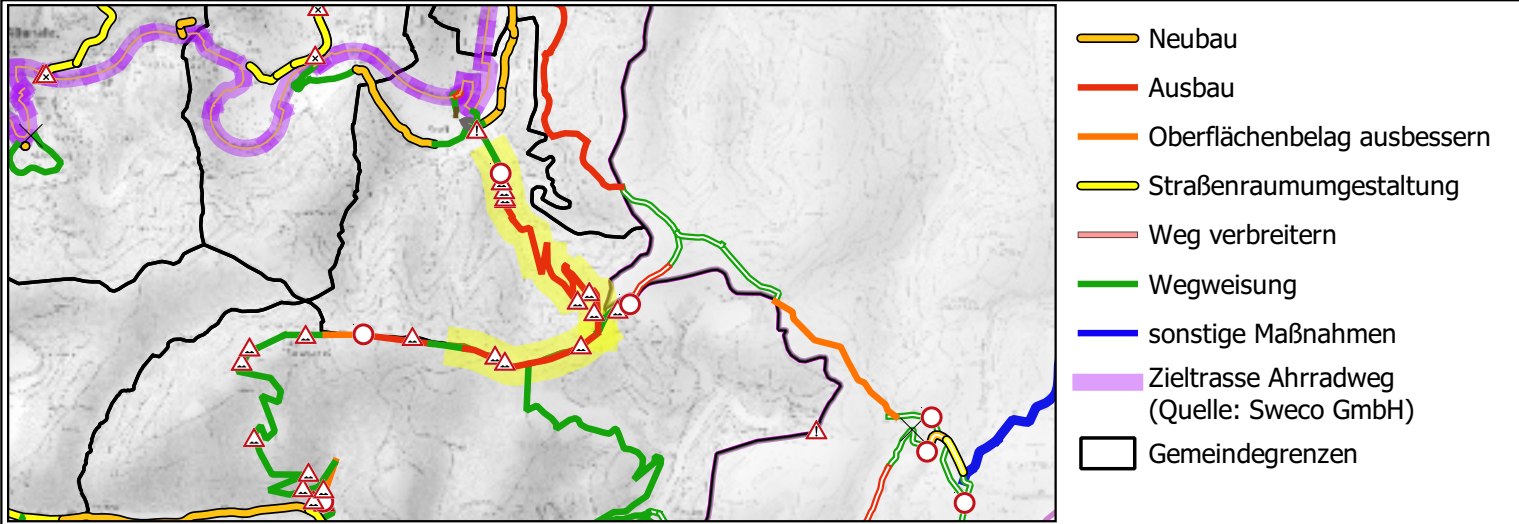 Neubau
Ausbau
Oberflächenbelag ausbessern
Straßenraumumgestaltung
Weg verbreitern
Wegweisung
sonstige Maßnahmen
Zieltrasse Ahrradweg
(Quelle: Sweco GmbH)
Gemeindegrenzen